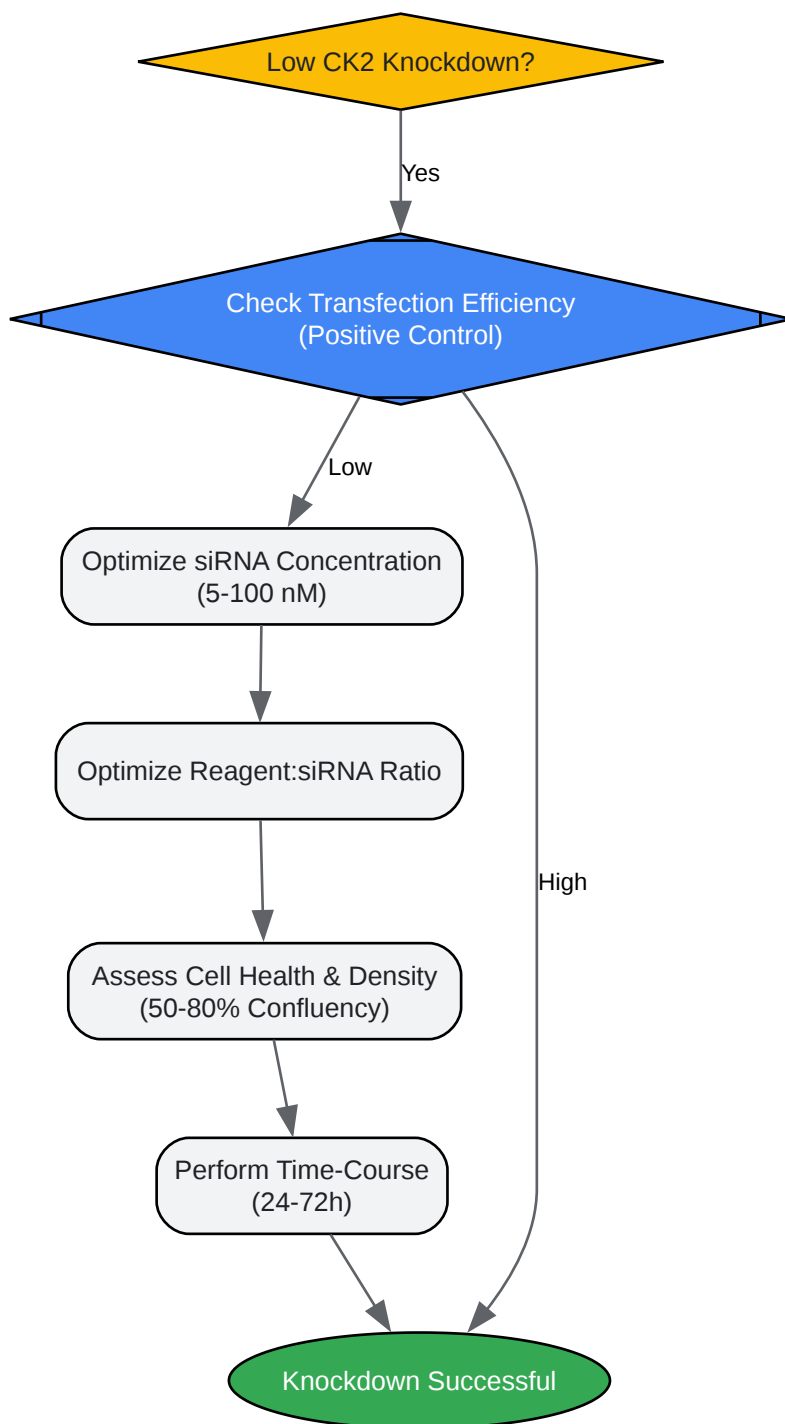 Low CK2 Knockdown?
Yes
Check Transfection Efficiency
(Positive Control)
Low
Optimize siRNA Concentration
(5-100 nM)
Optimize Reagent:siRNA Ratio
High
Assess Cell Health & Density
(50-80% Confluency)
Perform Time-Course
(24-72h)
Knockdown Successful